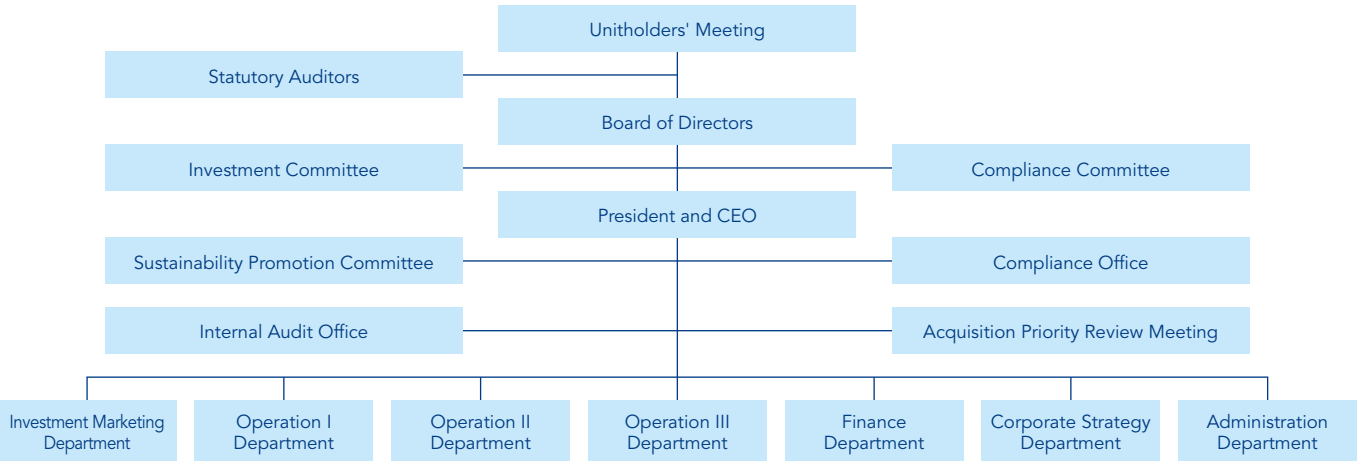 Unitholders' Meeting
Statutory Auditors
Board of Directors
Investment Committee
Compliance Committee
President and CEO
Sustainability Promotion Committee
Compliance Office
Internal Audit Office
Acquisition Priority Review Meeting
Investment Marketing
Department
Operation I
Department
Operation II
Department
Operation III
Department
Finance
Department
Corporate Strategy
Department
Administration
Department